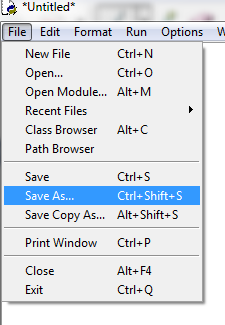 *Untitled*
File Edit Format Run Options W
New File Ctrl+N
Open... Ctrl+O
Open Module... Alt+M
Recent Files
Class Browser Alt+C
Path Browser
Save Ctrl+S
Save As... Ctrl+Shift+S
Save Copy As... Alt+Shift+S
Print Window Ctrl+P
Close Alt+F4
Exit Ctrl+Q